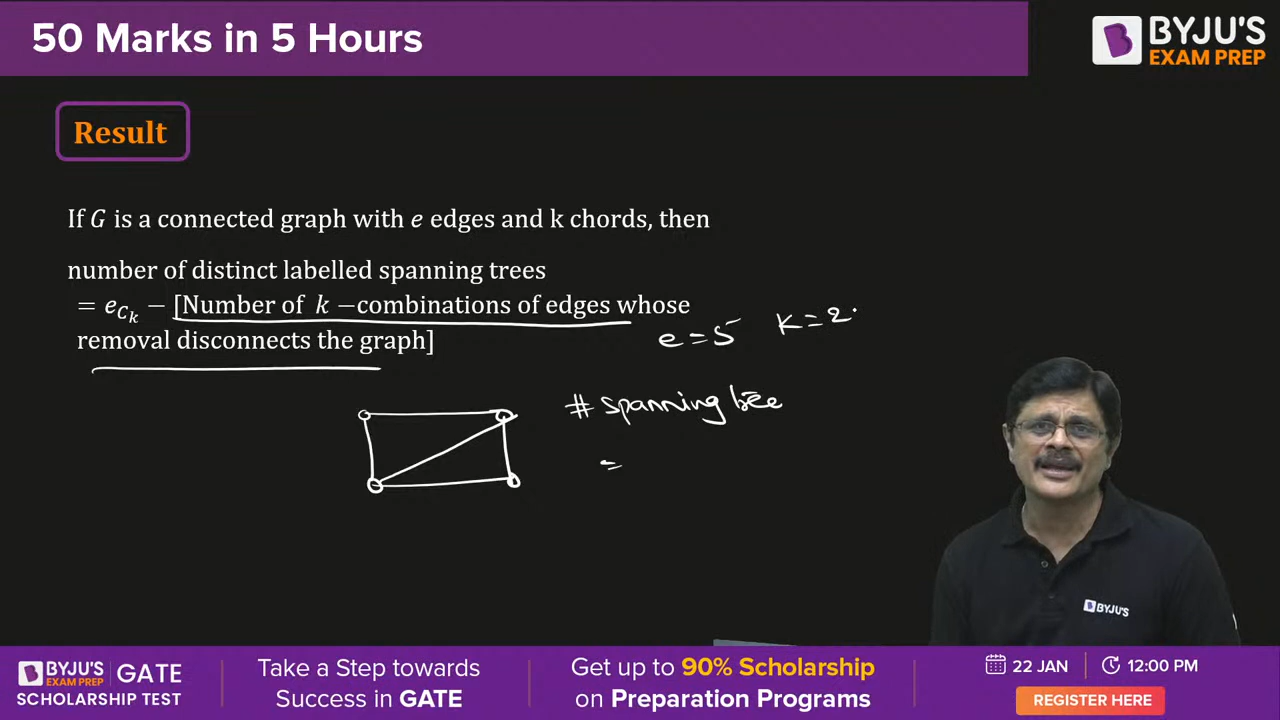 50 Marks in 5 Hours
BYJU'S
EXAM PREP
Result
If G is a connected graph with e edges and k chords, then
number of distinct labelled spanning trees
= e_{C_k} − [Number of k −combinations of edges whose
removal disconnects the graph]
e = 5 K = 2
# spanning tree
=
BYJU'S
BYJU'S
EXAM PREP
GATE
SCHOLARSHIP TEST
Take a Step towards
Success in GATE
Get up to 90% Scholarship
on Preparation Programs
22 JAN
12:00 PM
REGISTER HERE